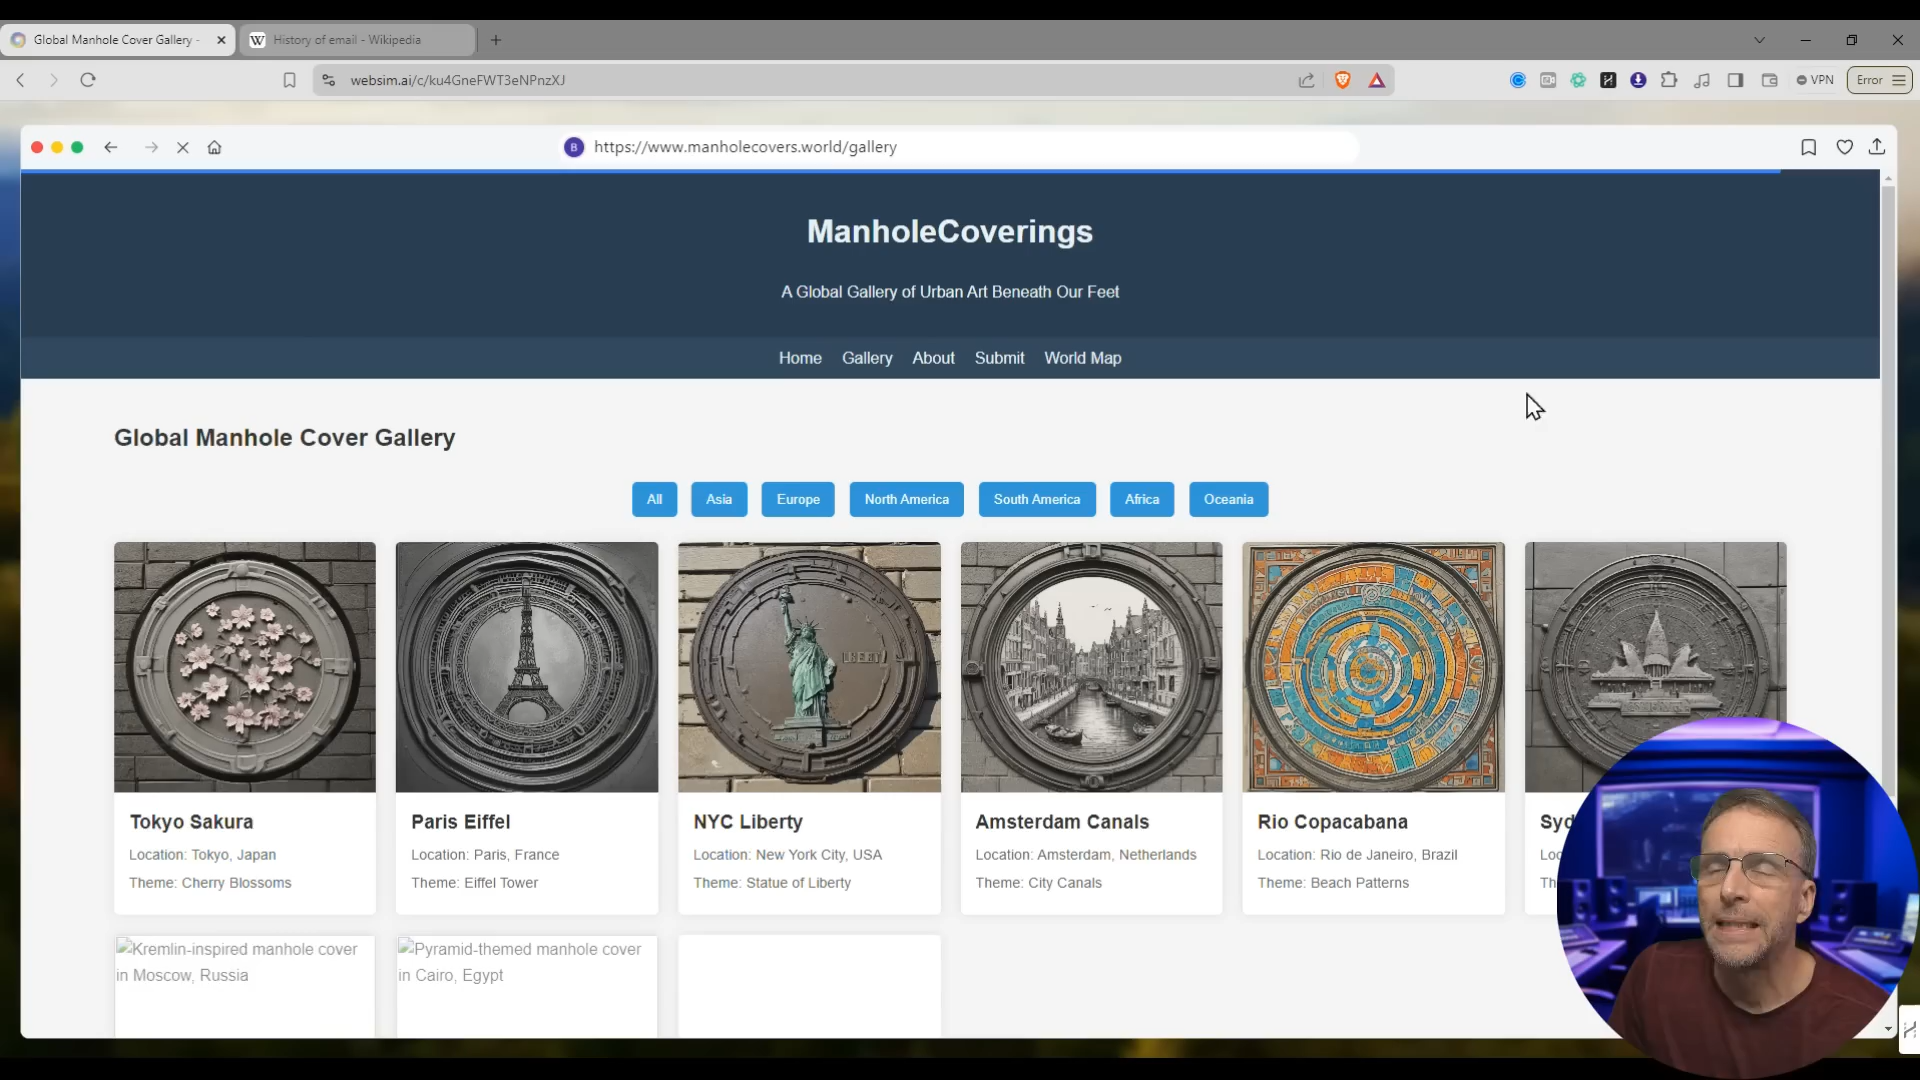 Global Manhole Cover Gallery -
W
History of email - Wikipedia
websim.ai/c/ku4GneFWT3eNPnzXJ
VPN
Error
B
https://www.manholecovers.world/gallery
ManholeCoverings
A Global Gallery of Urban Art Beneath Our Feet
Home
Gallery
About
Submit
World Map
Global Manhole Cover Gallery
All
Asia
Europe
North America
South America
Africa
Oceania
Tokyo Sakura
Location: Tokyo, Japan
Theme: Cherry Blossoms
Paris Eiffel
Location: Paris, France
Theme: Eiffel Tower
NYC Liberty
Location: New York City, USA
Theme: Statue of Liberty
Amsterdam Canals
Location: Amsterdam, Netherlands
Theme: City Canals
Rio Copacabana
Location: Rio de Janeiro, Brazil
Theme: Beach Patterns
Syd
Loc
Th
Kremlin-inspired manhole cover
in Moscow, Russia
Pyramid-themed manhole cover
in Cairo, Egypt